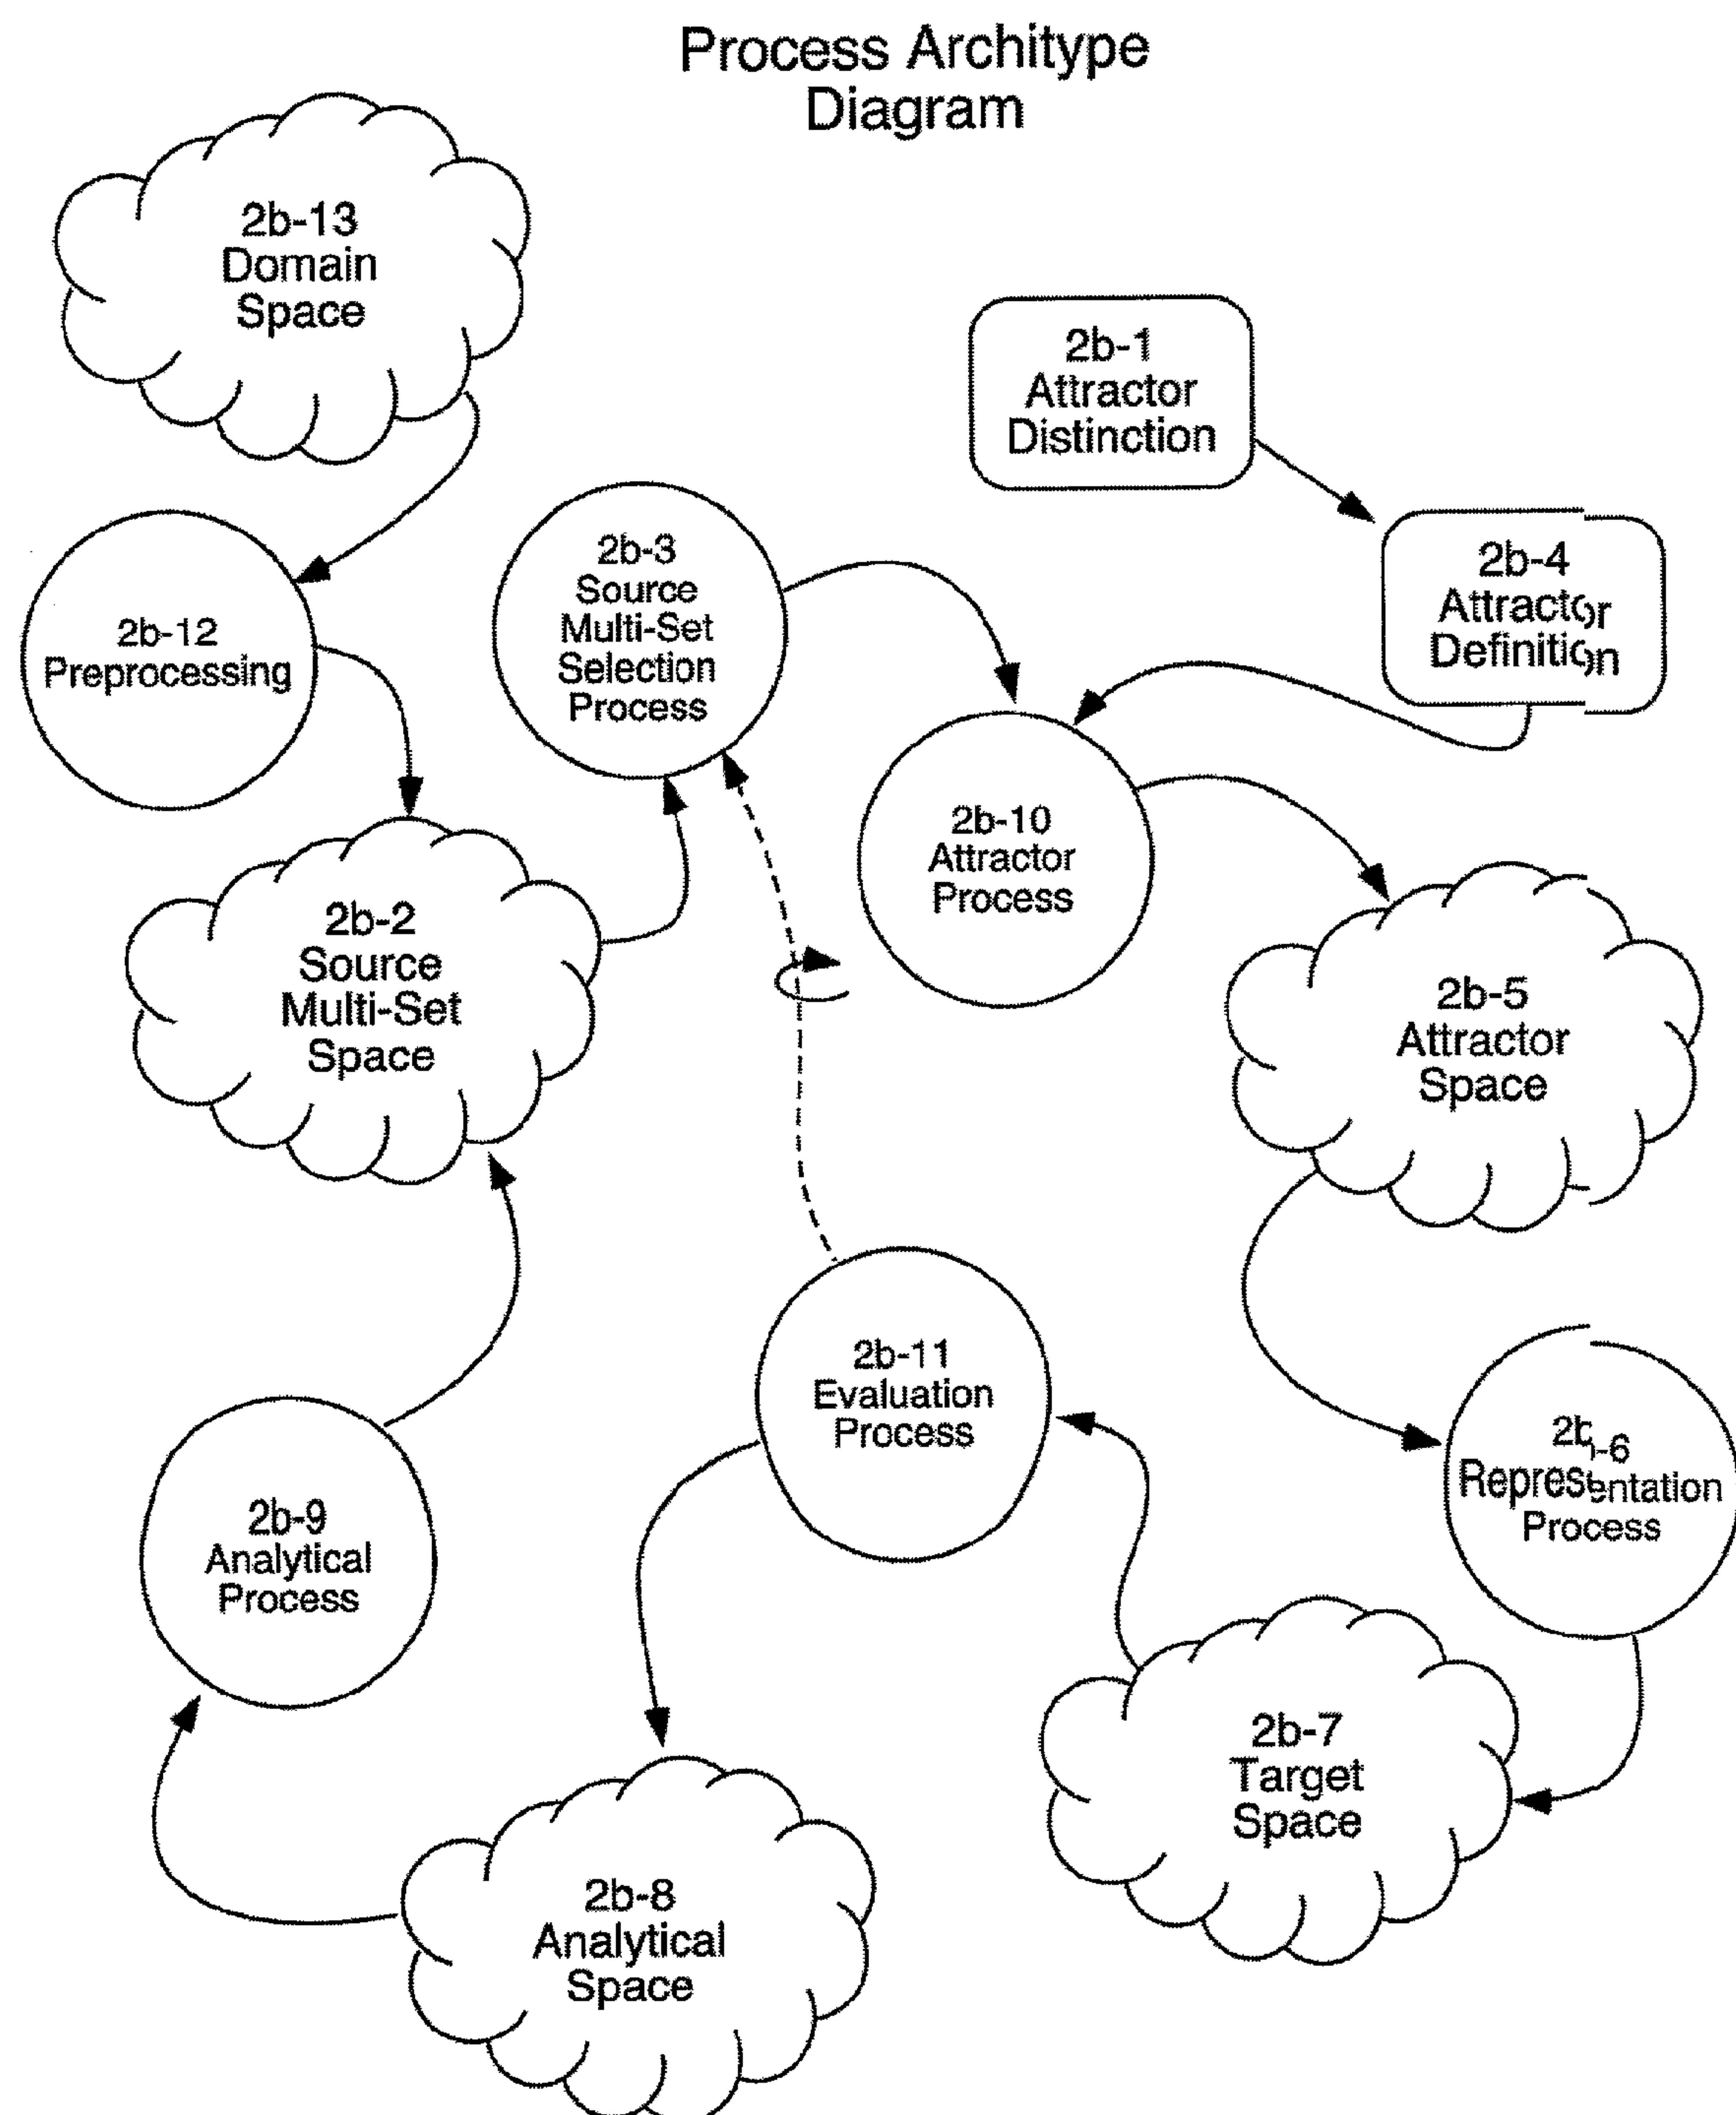 Process Architype
Diagram
2b-13
Domain
Space
2b-1
Attractor
Distinction
2b-4
Attractor
Definition
2b-3
Source
Multi-Set
Selection
Process
2b-12
Preprocessing
2b-10
Attractor
Process
2b-2
Source
Multi-Set
Space
2b-5
Attractor
Space
2b-11
Evaluation
Process
2b-6
Representation
Process
2b-9
Analytical
Process
2b-7
Target
Space
2b-8
Analytical
Space